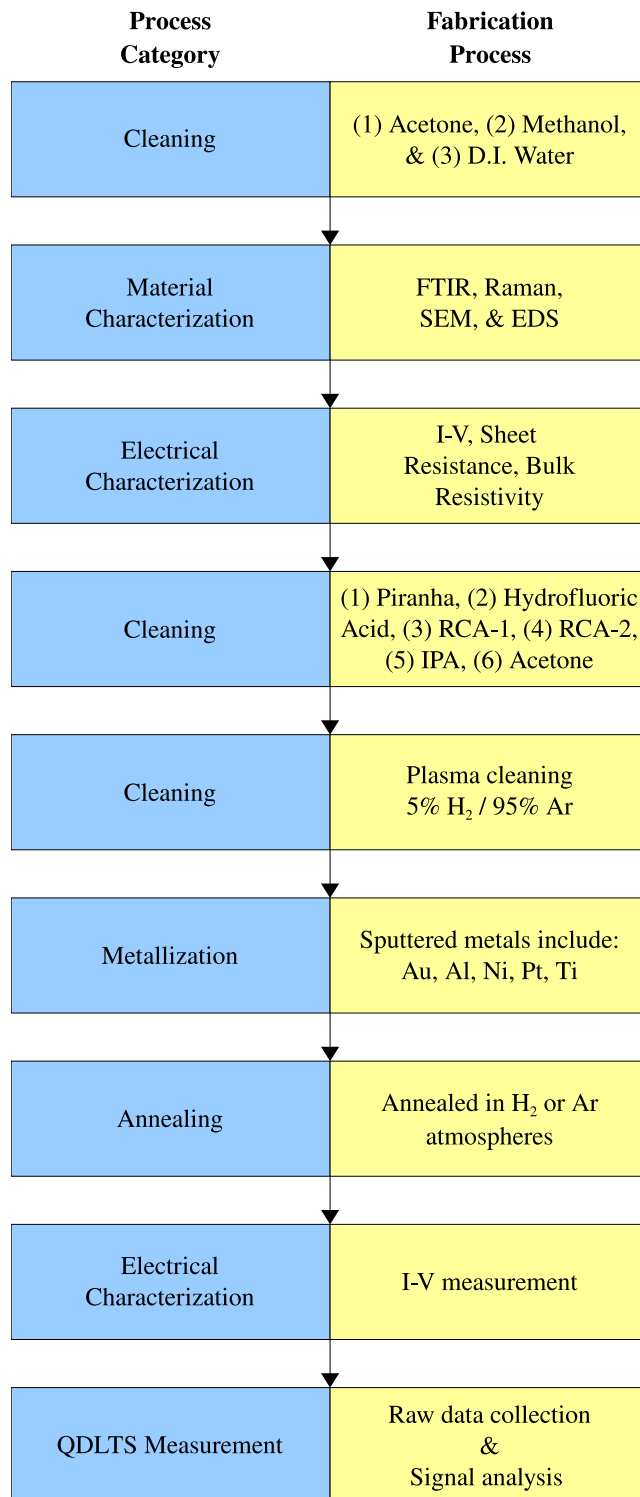 Process
Category
Fabrication
Process
Cleaning
(1) Acetone, (2) Methanol,
& (3) D.I. Water
Material
Characterization
FTIR, Raman,
SEM, & EDS
Electrical
Characterization
I-V, Sheet
Resistance, Bulk
Resistivity
Cleaning
(1) Piranha, (2) Hydrofluoric
Acid, (3) RCA-1, (4) RCA-2,
(5) IPA, (6) Acetone
Cleaning
Plasma cleaning
5% H₂ / 95% Ar
Metallization
Sputtered metals include:
Au, Al, Ni, Pt, Ti
Annealing
Annealed in H₂ or Ar
atmospheres
Electrical
Characterization
I-V measurement
QDLTS Measurement
Raw data collection
&
Signal analysis